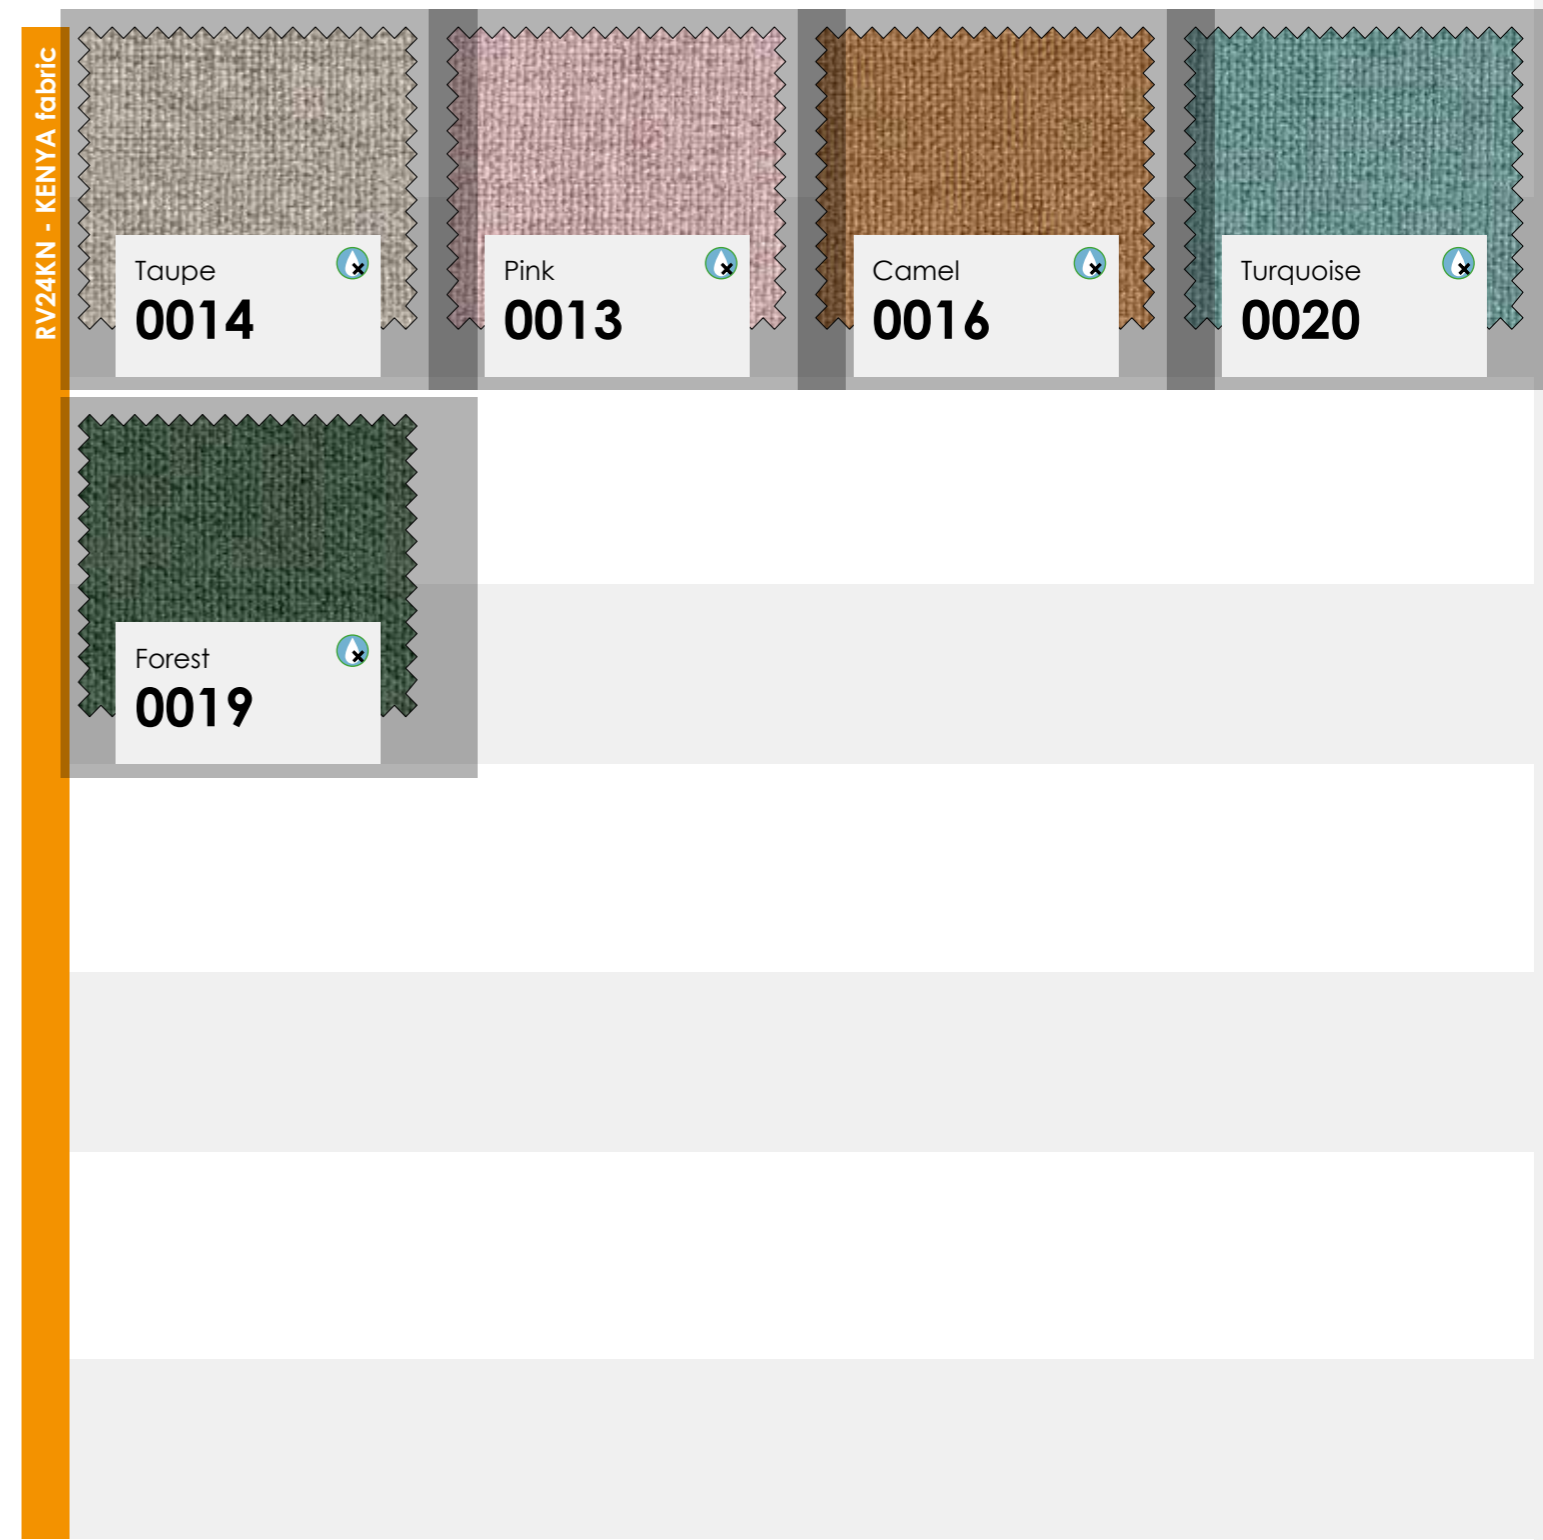 RV24KN - KENYA fabric
Taupe
0014
Pink
0013
Camel
0016
Turquoise
0020
Forest
0019